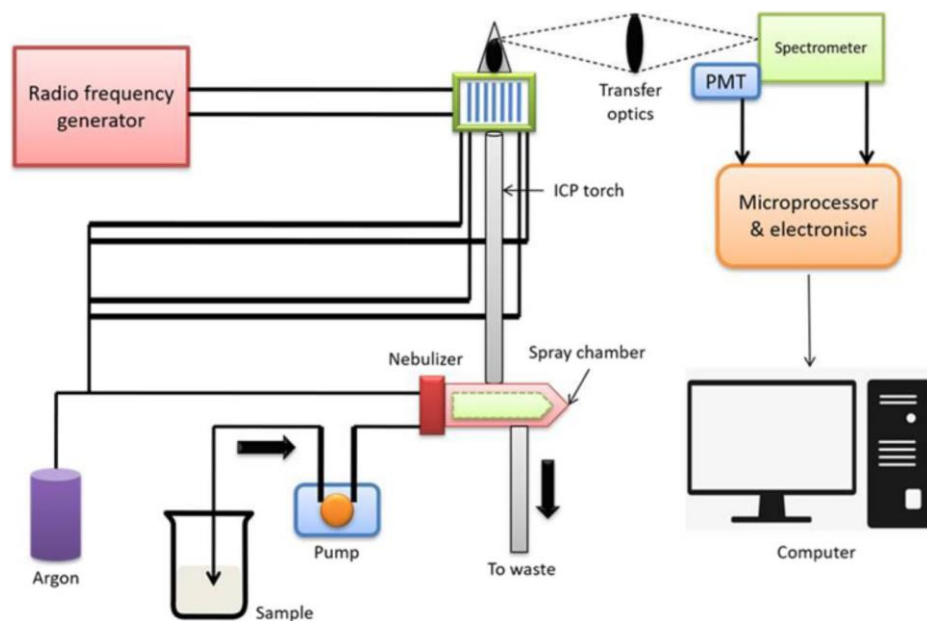 Radio frequency
generator
Spectrometer
PMT
Transfer
optics
ICP torch
Microprocessor
& electronics
Nebulizer
Spray chamber
Argon
Sample
Pump
To waste
Computer